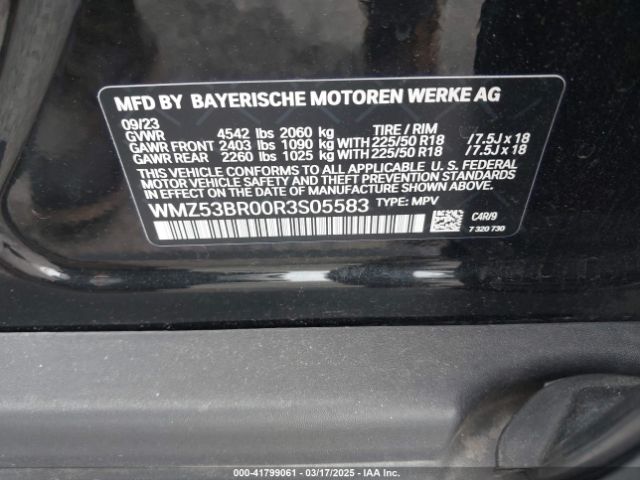 MFD BY BAYERISCHE MOTOREN WERKE AG
09/23
GVWR 4542 lbs 2060 kg TIRE / RIM
GAWR FRONT 2403 lbs 1090 kg WITH 225/50 R18 /7.5J x 18
GAWR REAR 2260 lbs 1025 kg WITH 225/50 R18 /7.5J x 18
THIS VEHICLE CONFORMS TO ALL APPLICABLE U. S. FEDERAL
MOTOR VEHICLE SAFETY, BUMPER, AND THEFT PREVENTION
STANDARDS IN EFFECT ON THE DATE OF MANUFACTURE SHOWN ABOVE.
WMZ53BR00R3S05583 TYPE: MPV
C4R/9
7 320 730
000-41799061 | 03/17/2025 - IAA Inc.